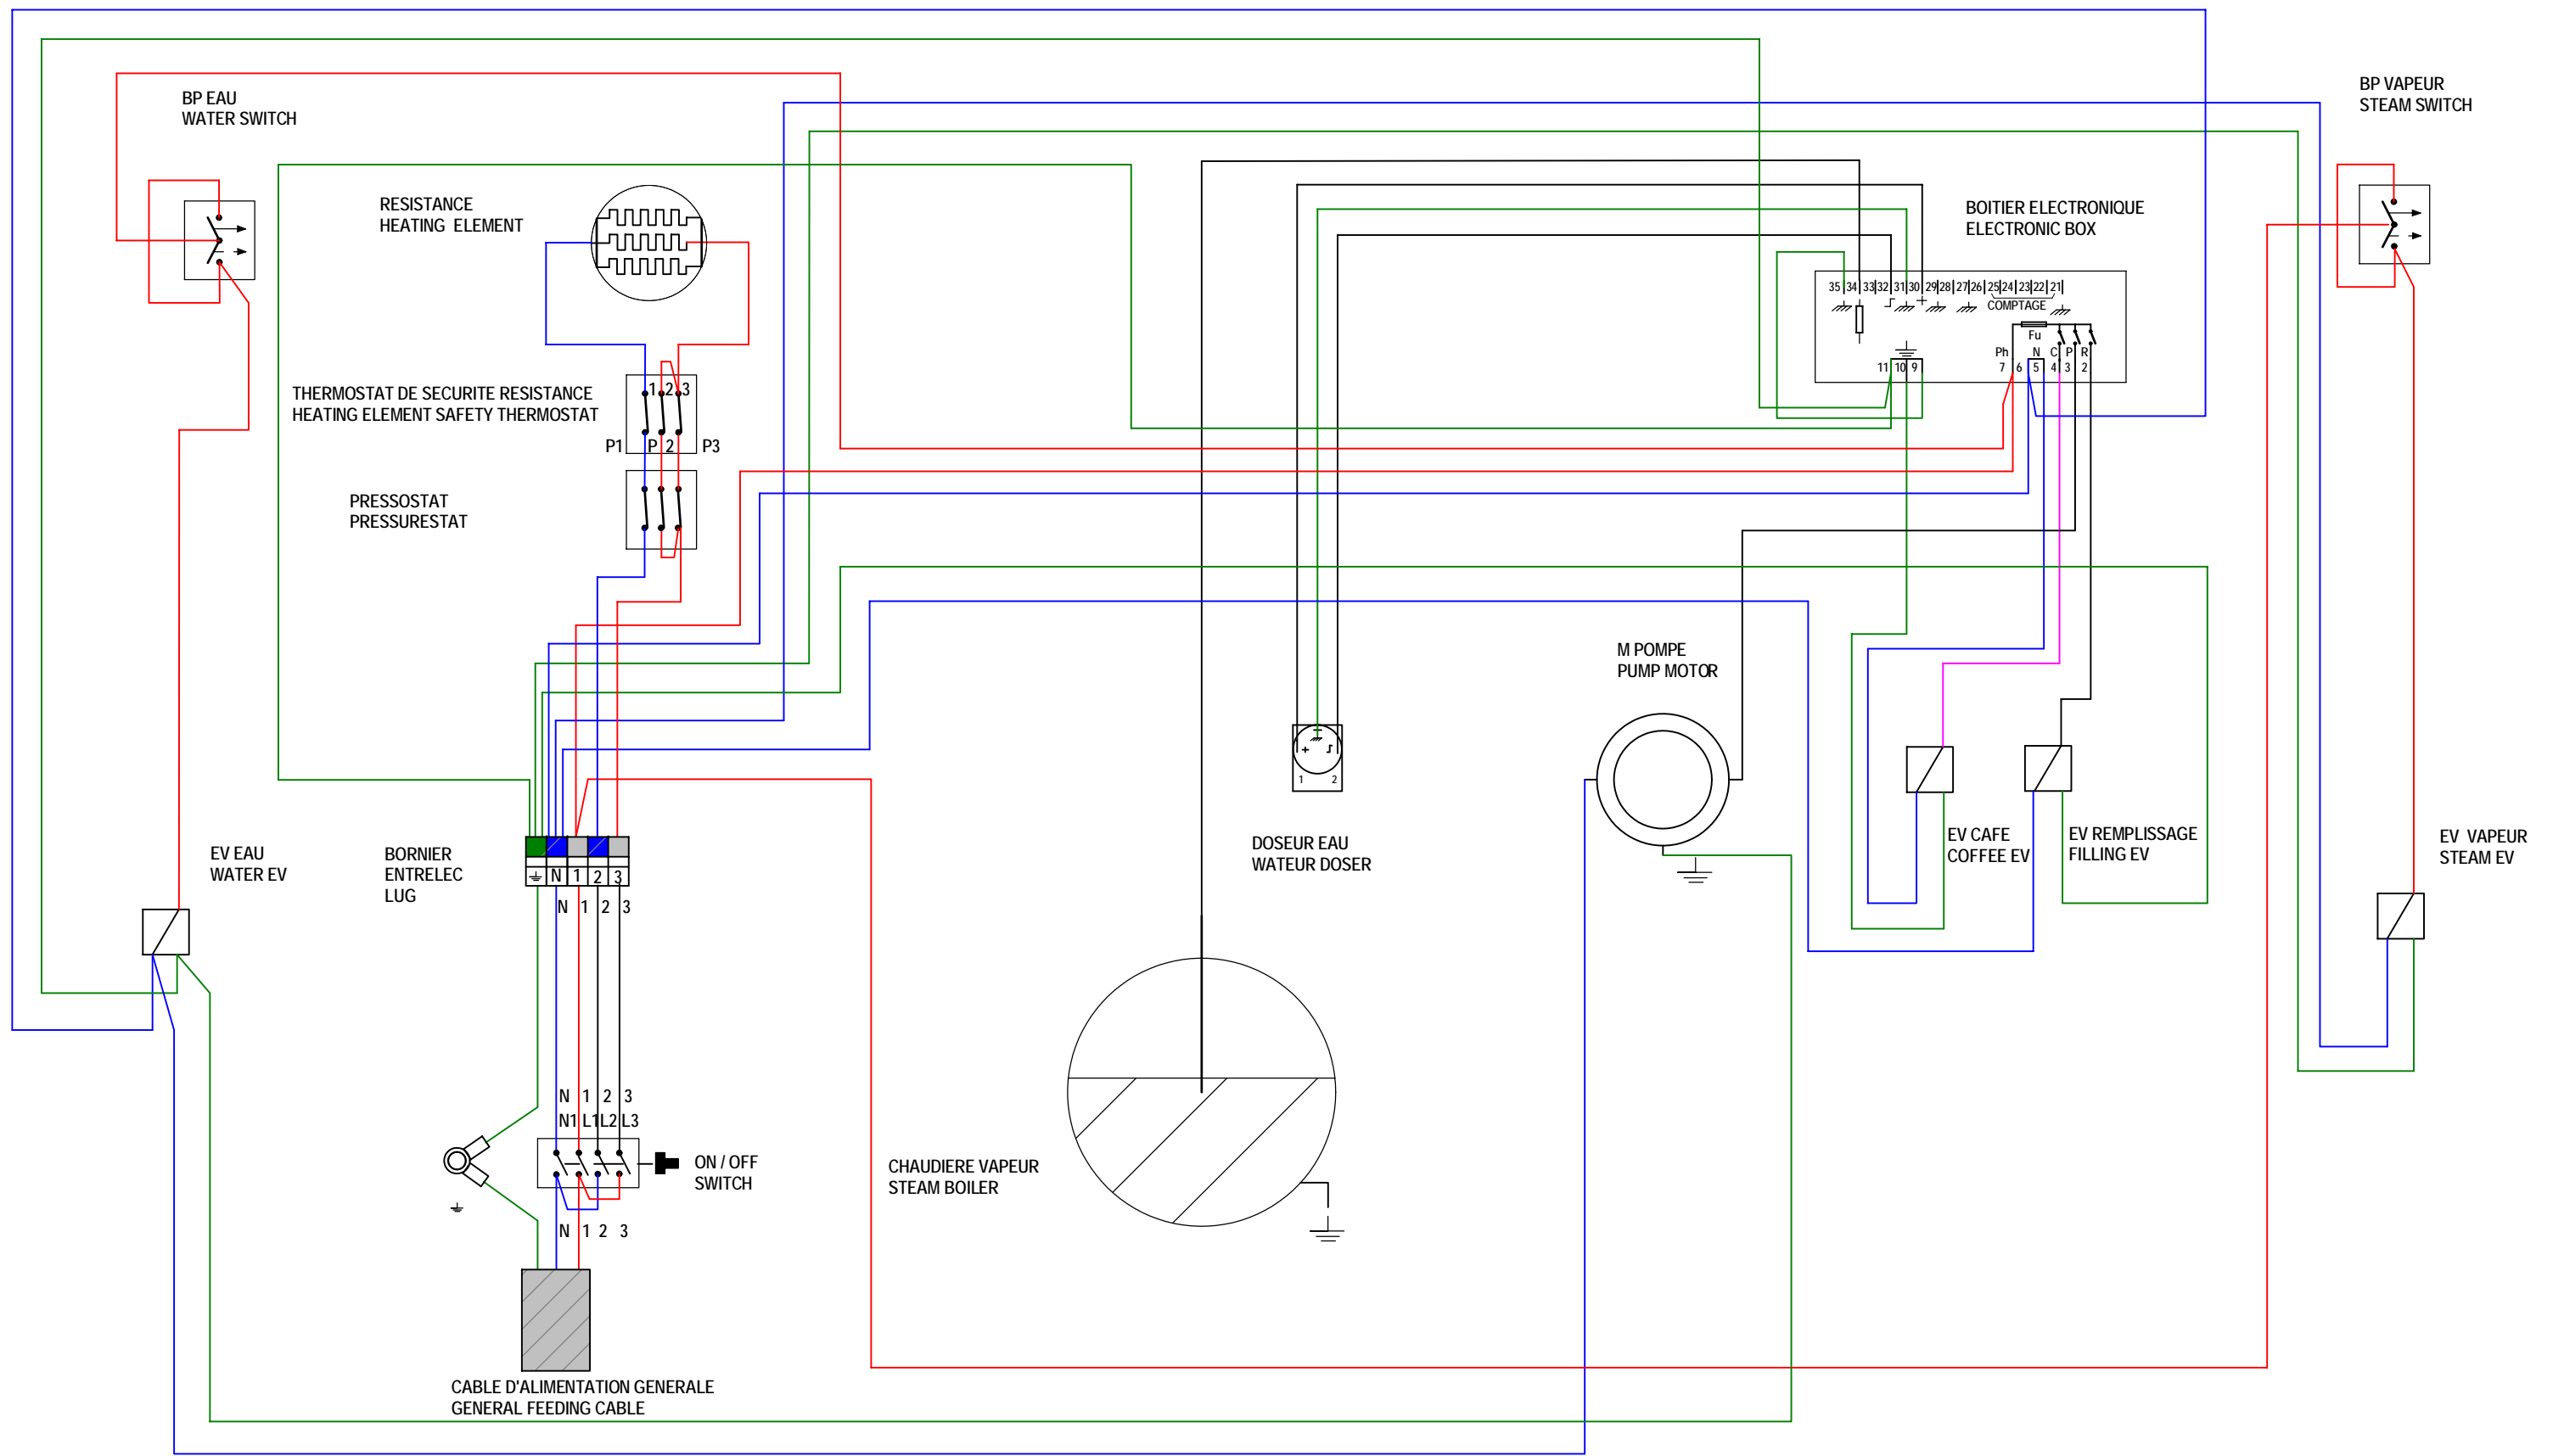 BP EAU
WATER SWITCH
BP VAPEUR
STEAM SWITCH
RESISTANCE
HEATING ELEMENT
BOITIER ELECTRONIQUE
ELECTRONIC BOX
35 34 33 32 31 30 29 28 27 26 25 24 23 22 21
COMPTAGE
Fu
Ph N C P R
11 10 9 7 6 5 4 3 2
THERMOSTAT DE SECURITE RESISTANCE
HEATING ELEMENT SAFETY THERMOSTAT
1 2 3
P1 P 2 P3
PRESSOSTAT
PRESSURESTAT
M POMPE
PUMP MOTOR
+ -
1 2
DOSEUR EAU
WATEUR DOSER
EV CAFE
COFFEE EV
EV REMPLISSAGE
FILLING EV
EV VAPEUR
STEAM EV
EV EAU
WATER EV
BORNIER
ENTRELEC
LUG
N 1 2 3
N 1 2 3
N 1 2 3
N1 L1 L2 L3
ON / OFF
SWITCH
N 1 2 3
CHAUDIERE VAPEUR
STEAM BOILER
CABLE D'ALIMENTATION GENERALE
GENERAL FEEDING CABLE